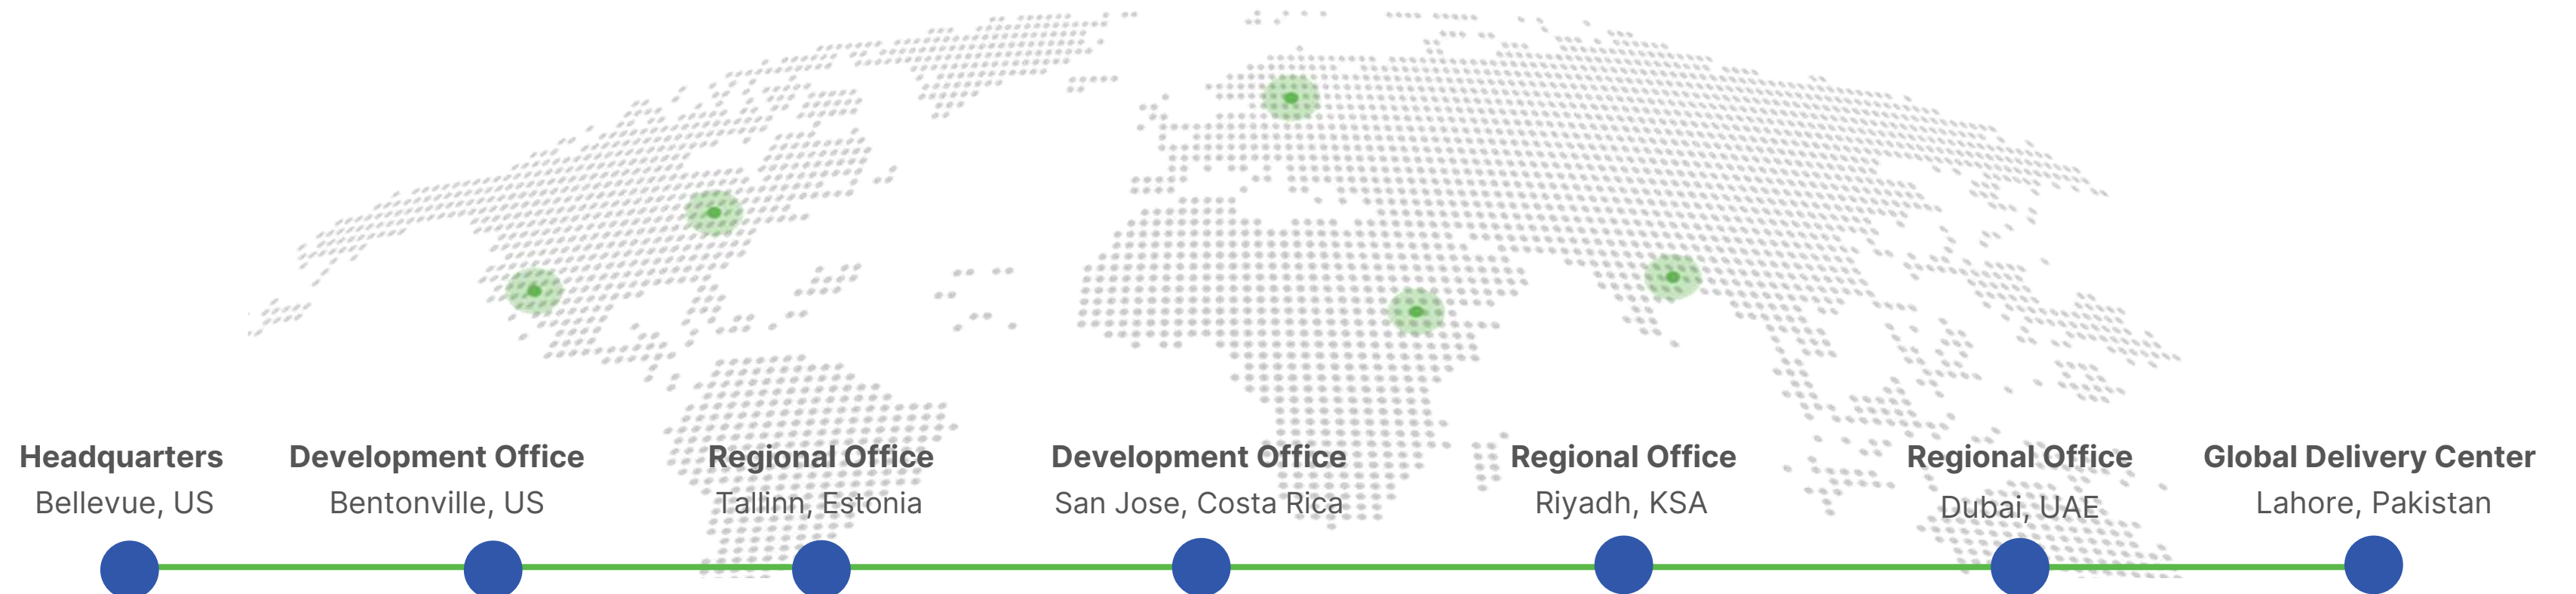 Headquarters
Bellevue, US
Development Office
Bentonville, US
Regional Office
Tallinn, Estonia
Development Office
San Jose, Costa Rica
Regional Office
Riyadh, KSA
Regional Office
Dubai, UAE
Global Delivery Center
Lahore, Pakistan